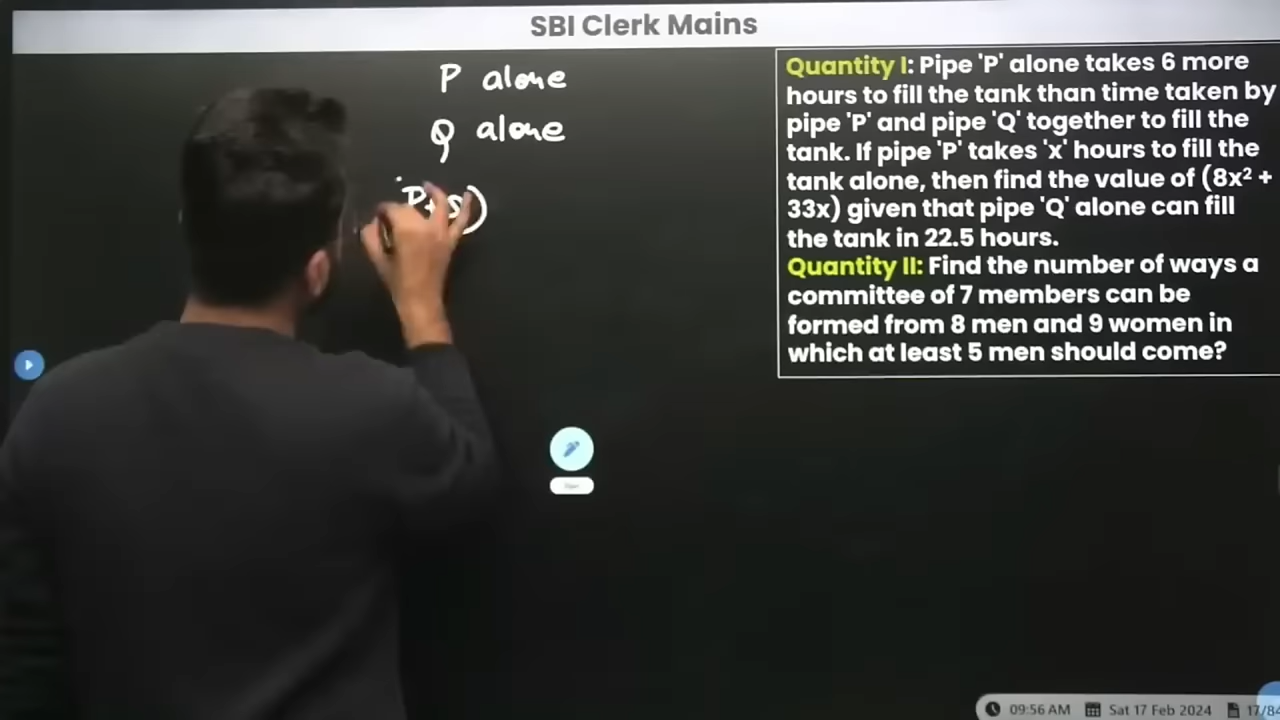 SBI Clerk Mains
P alone
Q alone
Quantity I: Pipe 'P' alone takes 6 more
hours to fill the tank than time taken by
pipe 'P' and pipe 'Q' together to fill the
tank. If pipe 'P' takes 'x' hours to fill the
tank alone, then find the value of (8x² +
33x) given that pipe 'Q' alone can fill
the tank in 22.5 hours.
Quantity II: Find the number of ways a
committee of 7 members can be
formed from 8 men and 9 women in
which at least 5 men should come?
09:56 AM Sat 17 Feb 2024 17/84